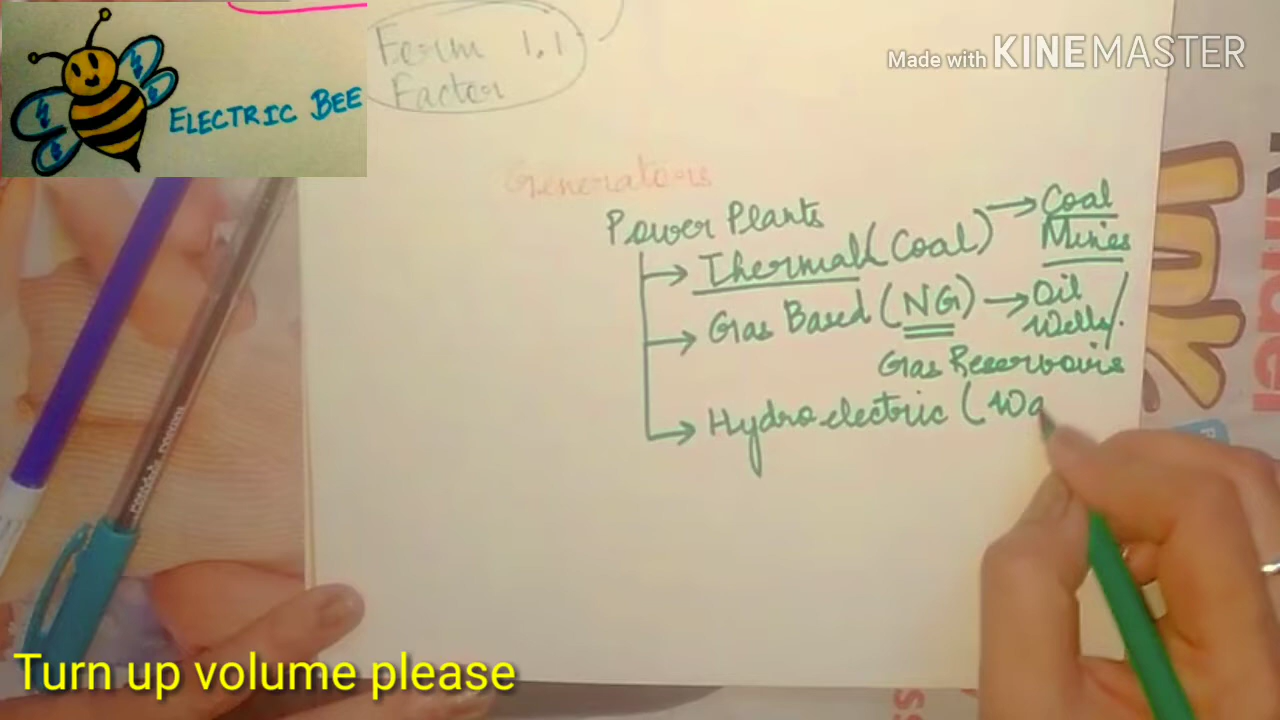 Form 1.1
Factor
ELECTRIC BEE
Made with KINEMASTER
Generators
Power Plants
Thermal (Coal) → Coal
Mines
Gas Based (NG) → Oil
Wells/
Gas Reservoirs
Hydroelectric (Wa
Turn up volume please